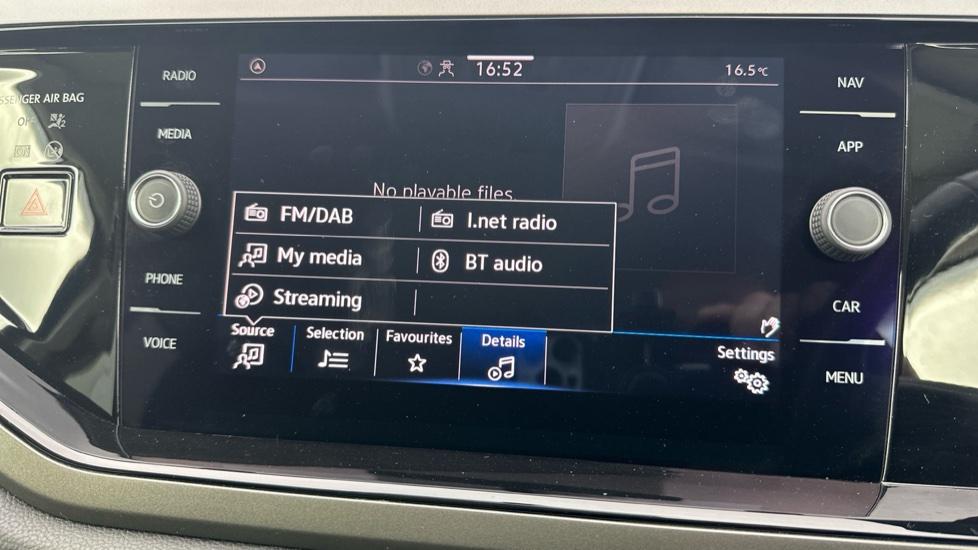 RADIO
MEDIA
PHONE
VOICE
PASSENGER AIR BAG
16:52
16.5°C
No playable files
FM/DAB
I.net radio
My media
BT audio
Streaming
Source
Selection
Favourites
Details
Settings
NAV
APP
CAR
MENU